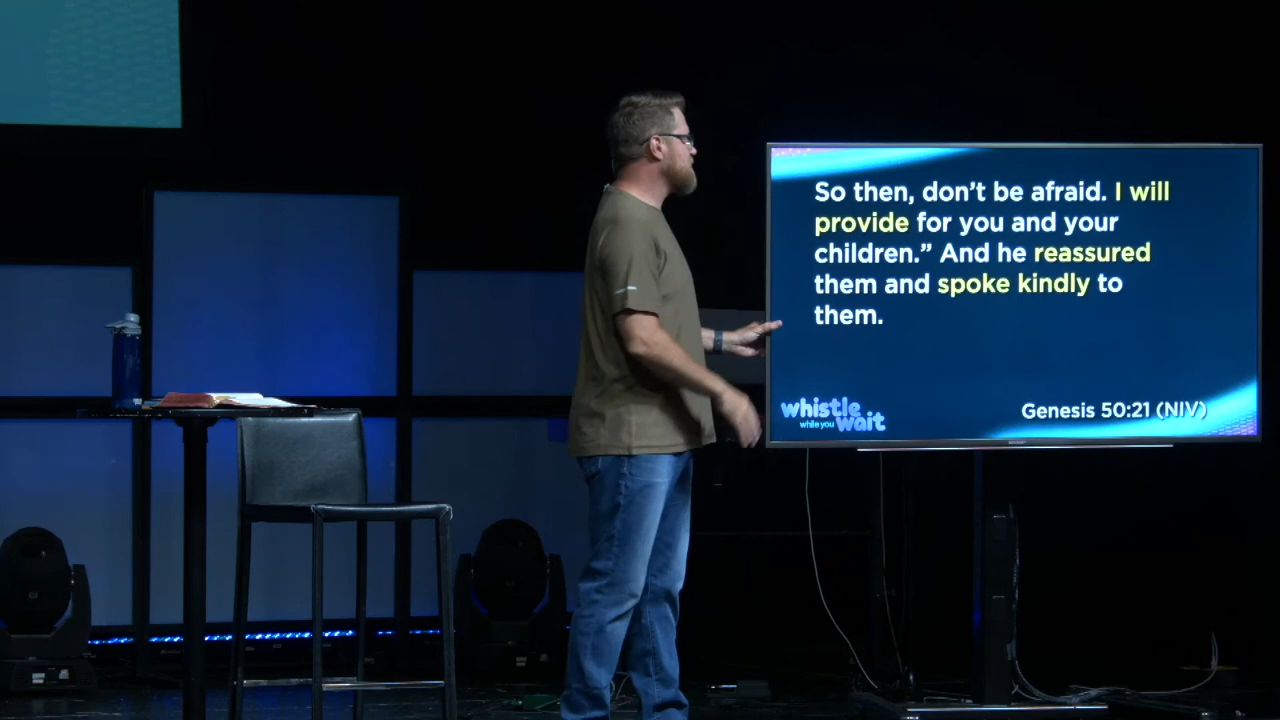 So then, don't be afraid. I will
provide for you and your
children.” And he reassured
them and spoke kindly to
them.
whistle
while you wait
Genesis 50:21 (NIV)